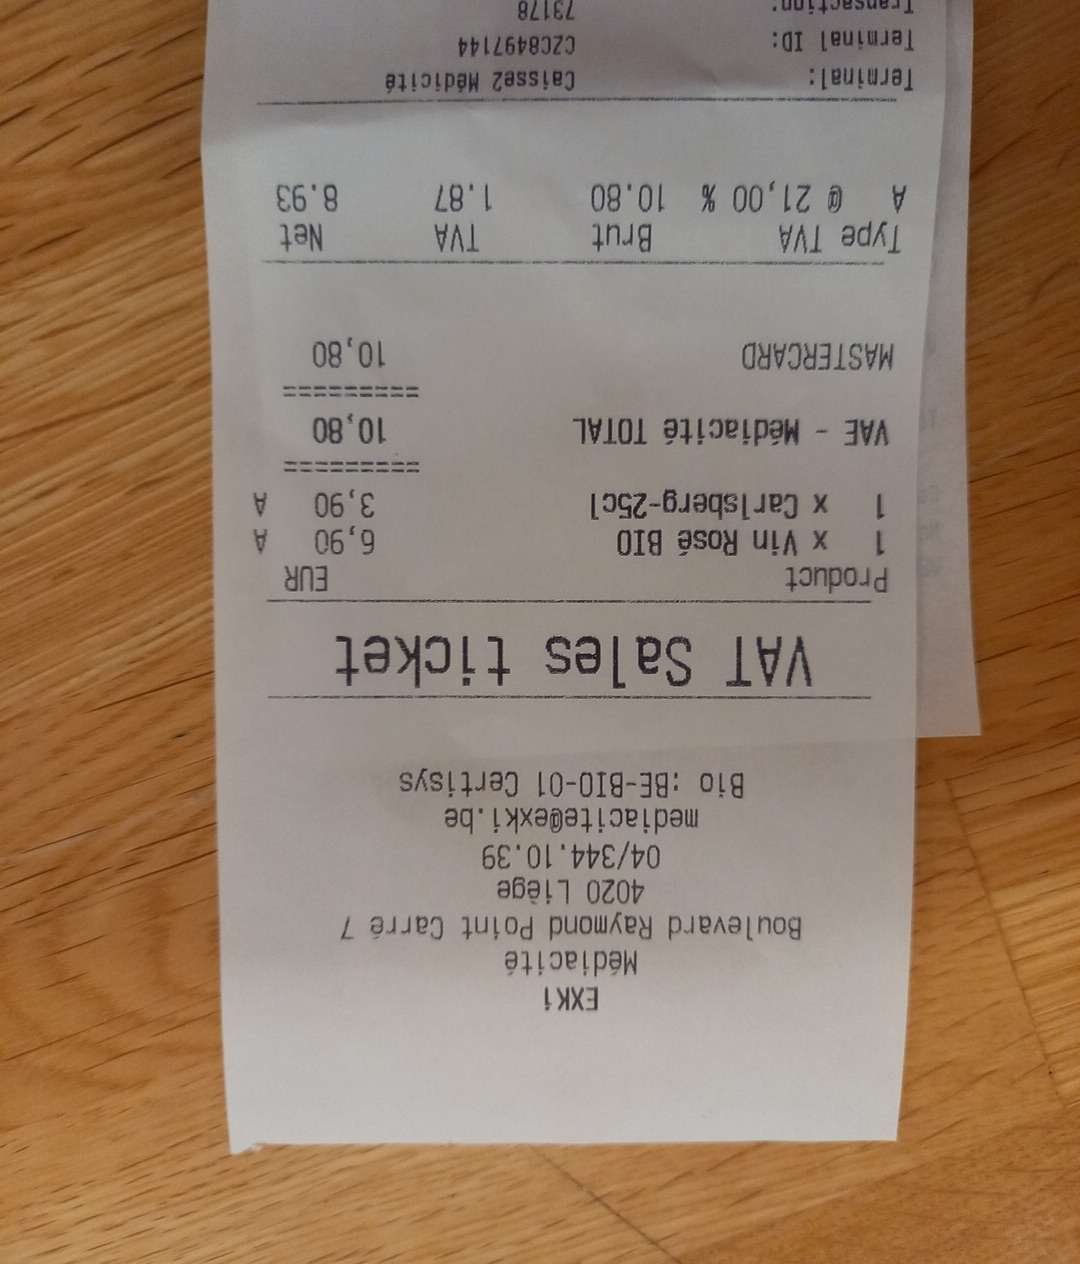 EXKi
Médiacité
Boulevard Raymond Point Carré 7
4020 Liège
04/344.10.39
mediacite@exki.be
Bio :BE-BIO-01 Certisys
VAT Sales ticket
Product EUR
1 x Vin Rosé BIO 6,90 A
1 x Carlsberg-25cl 3,90 A
=========
VAE - Médiacité TOTAL 10,80
=========
MASTERCARD 10,80
Type TVA Brut TVA Net
A @ 21,00 % 10.80 1.87 8.93
Terminal: Caisse2 Médicité
Terminal ID: C2C8497144
Transaction: 73178